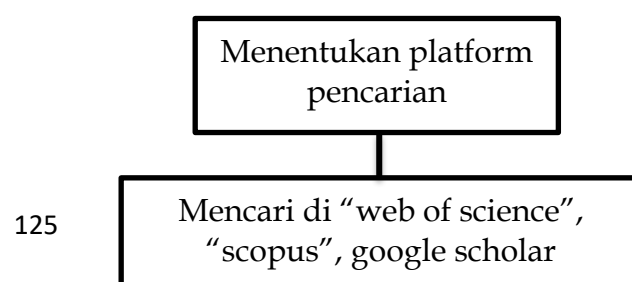 Menentukan platform
pencarian
125
Mencari di “web of science”,
“scopus”, google scholar